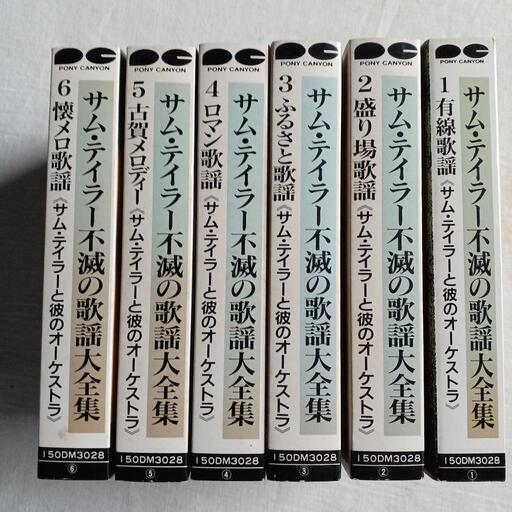 PONY CANYON
サム・テイラー不滅の歌謡大全集
1 有線歌謡《サム・テイラーと彼のオーケストラ》
150DM3028
①
PONY CANYON
サム・テイラー不滅の歌謡大全集
2 盛り場歌謡《サム・テイラーと彼のオーケストラ》
150DM3028
②
PONY CANYON
サム・テイラー不滅の歌謡大全集
3 ふるさと歌謡《サム・テイラーと彼のオーケストラ》
150DM3028
③
PONY CANYON
サム・テイラー不滅の歌謡大全集
4 ロマン歌謡《サム・テイラーと彼のオーケストラ》
150DM3028
④
PONY CANYON
サム・テイラー不滅の歌謡大全集
5 古賀メロディー《サム・テイラーと彼のオーケストラ》
150DM3028
⑤
PONY CANYON
サム・テイラー不滅の歌謡大全集
6 懐メロ歌謡《サム・テイラーと彼のオーケストラ》
150DM3028
⑥